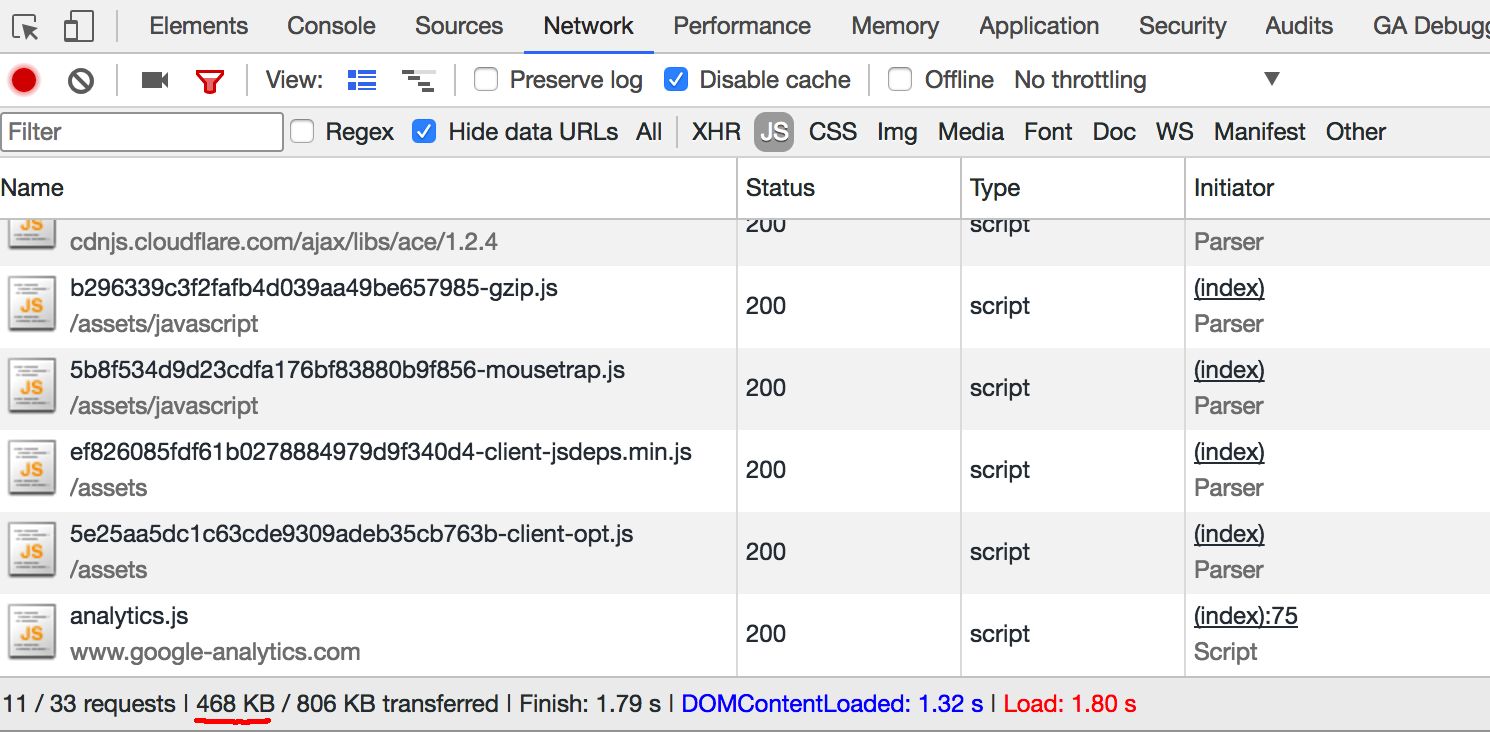 Elements Console Sources Network Performance Memory Application Security Audits GA Debugg
View: Preserve log Disable cache Offline No throttling
Filter Regex Hide data URLs All XHR JS CSS Img Media Font Doc WS Manifest Other
Name Status Type Initiator
JS cdnjs.cloudflare.com/ajax/libs/ace/1.2.4 200 script Parser
b296339c3f2fafb4d039aa49be657985-gzip.js (index)
JS 200 script
/assets/javascript Parser
5b8f534d9d23cdfa176bf83880b9f856-mousetrap.js (index)
JS 200 script
/assets/javascript Parser
ef826085fdf61b0278884979d9f340d4-client-jsdeps.min.js (index)
JS 200 script
/assets Parser
5e25aa5dc1c63cde9309adeb35cb763b-client-opt.js (index)
JS 200 script
/assets Parser
analytics.js (index):75
JS 200 script
www.google-analytics.com Script
11 / 33 requests | 468 KB / 806 KB transferred | Finish: 1.79 s | DOMContentLoaded: 1.32 s | Load: 1.80 s